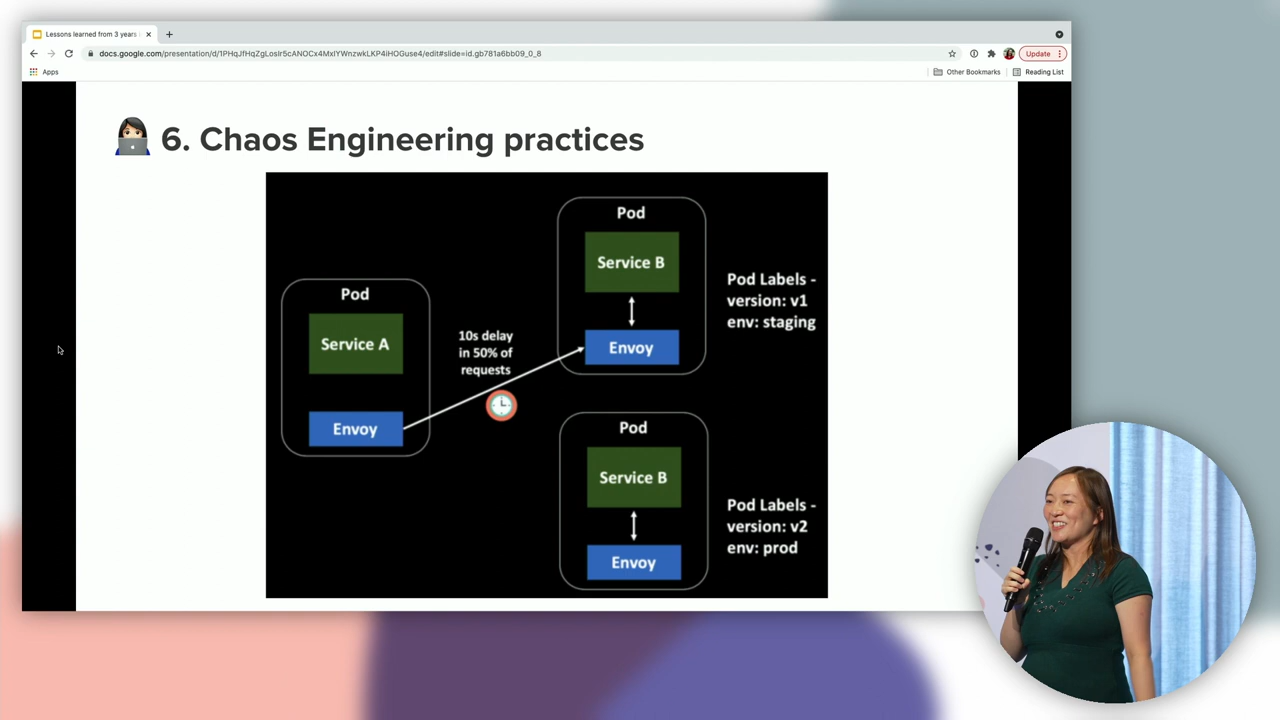 Lessons learned from 3 years
docs.google.com/presentation/d/1PHqJfHqZgLosIr5cANOCx4MxIYWnzwkLKP4iHOGuse4/edit#slide=id.gb781a6bb09_0_8
Update
Apps
Other Bookmarks
Reading List
6. Chaos Engineering practices
Pod
Service A
Envoy
10s delay
in 50% of
requests
Pod
Service B
Envoy
Pod Labels -
version: v1
env: staging
Pod
Service B
Envoy
Pod Labels -
version: v2
env: prod